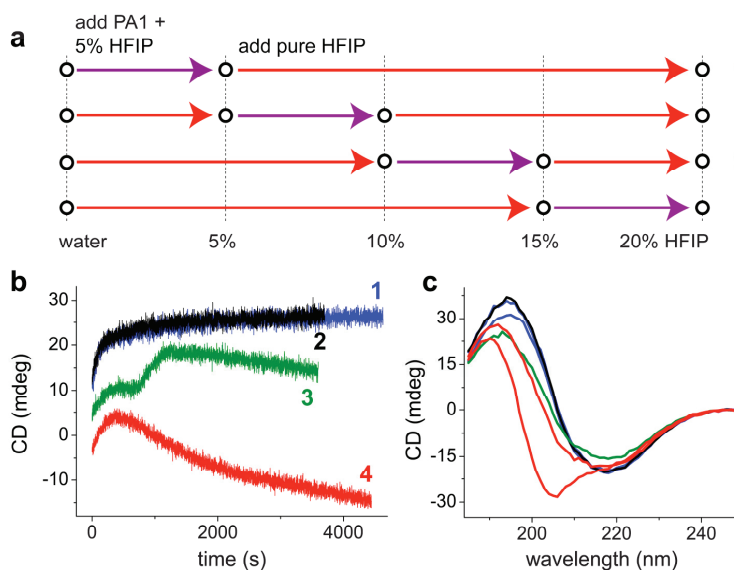 a
add PA1 +
5% HFIP
add pure HFIP
water
5%
10%
15%
20% HFIP
b
CD (mdeg)
30
20
10
0
-10
1
2
3
4
0
2000
4000
time (s)
c
CD (mdeg)
30
15
0
-15
-30
200
220
240
wavelength (nm)